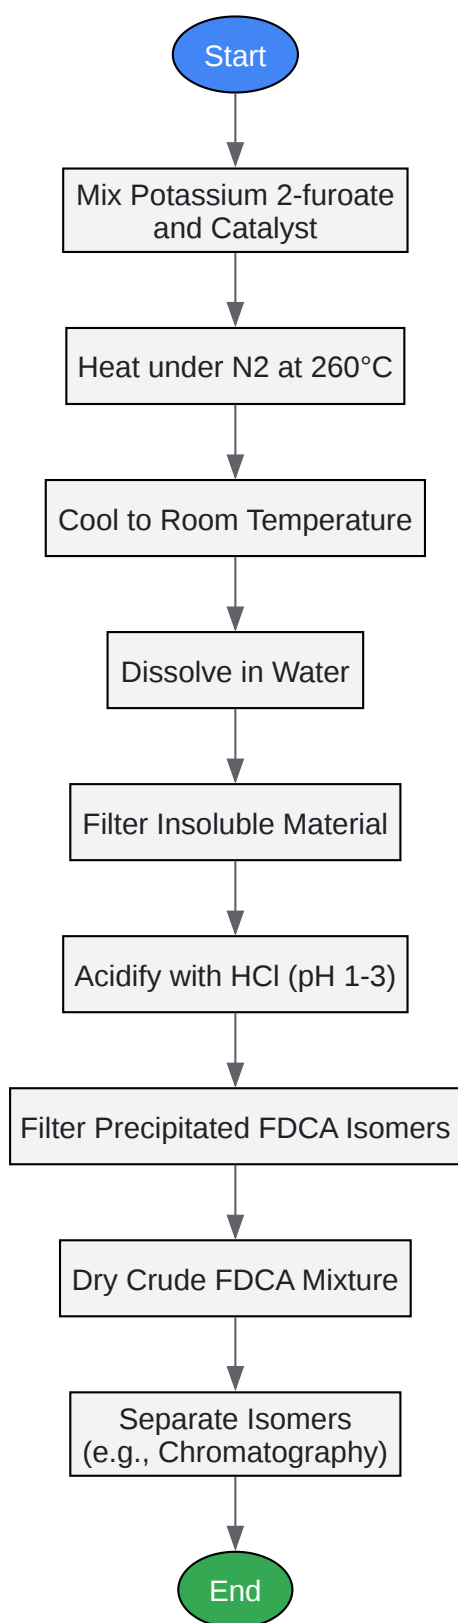 Start
Mix Potassium 2-furoate
and Catalyst
Heat under N2 at 260°C
Cool to Room Temperature
Dissolve in Water
Filter Insoluble Material
Acidify with HCl (pH 1-3)
Filter Precipitated FDCA Isomers
Dry Crude FDCA Mixture
Separate Isomers
(e.g., Chromatography)
End